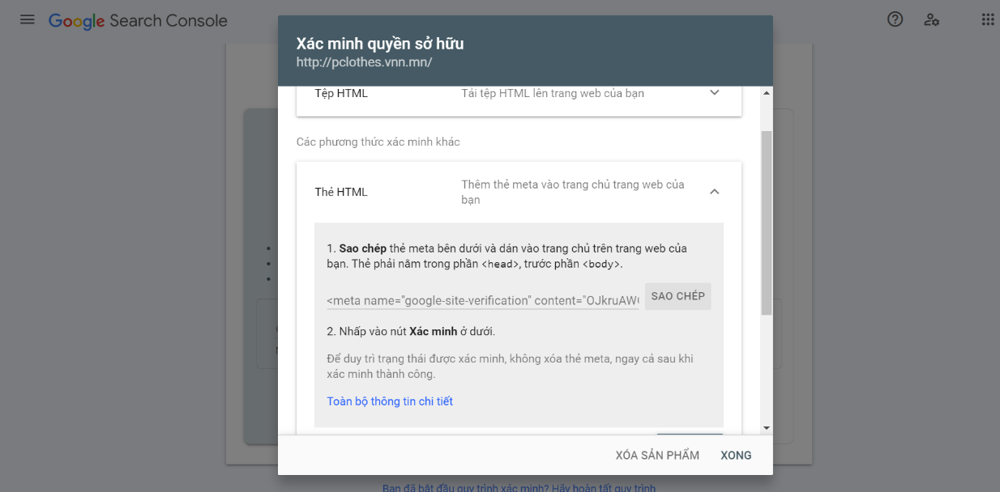 Google Search Console
Xác minh quyền sở hữu
http://pclothes.vnn.mn/
Tệp HTML
Tải tệp HTML lên trang web của bạn
Các phương thức xác minh khác
Thẻ HTML
Thêm thẻ meta vào trang chủ trang web của
bạn
1. Sao chép thẻ meta bên dưới và dán vào trang chủ trên trang web của
bạn. Thẻ phải nằm trong phần <head>, trước phần <body>.
<meta name="google-site-verification" content="OJkruAW
SAO CHÉP
2. Nhấp vào nút Xác minh ở dưới.
Để duy trì trạng thái được xác minh, không xóa thẻ meta, ngay cả sau khi
xác minh thành công.
Toàn bộ thông tin chi tiết
XÓA SẢN PHẨM
XONG
Bạn đã bắt đầu quy trình xác minh? Hãy hoàn tất quy trình